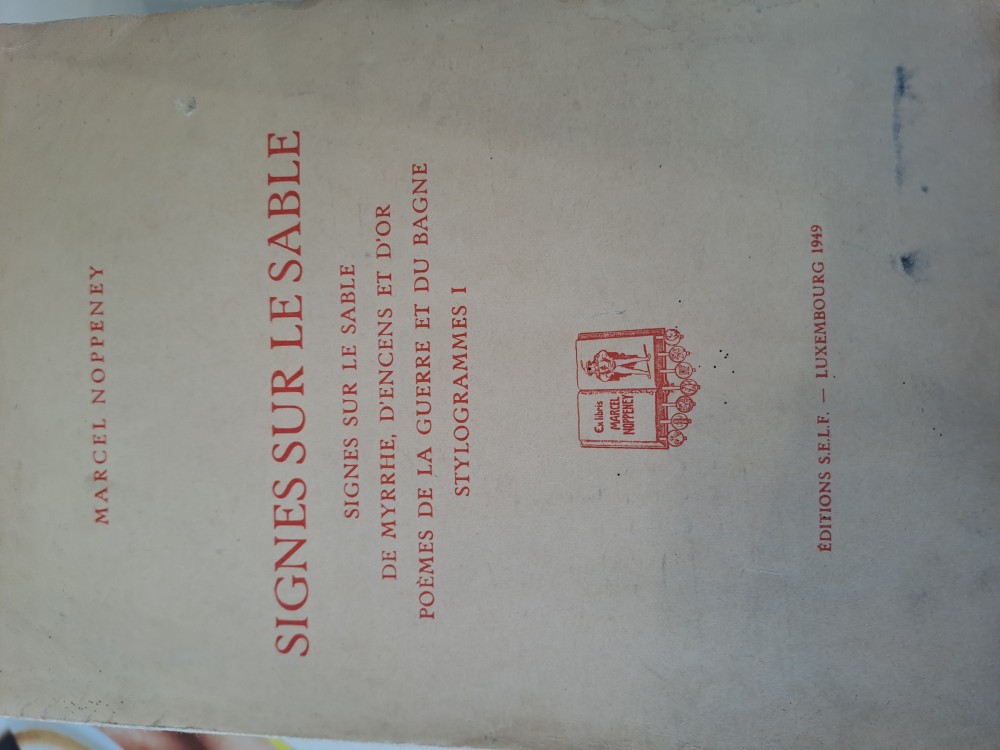 MARCEL NOPPENEY
SIGNES SUR LE SABLE
SIGNES SUR LE SABLE
DE MYRRHE, D'ENCENS ET D'OR
POÈMES DE LA GUERRE ET DU BAGNE
STYLOGRAMMES I
Ex libris
MARCEL
NOPPENEY
ÉDITIONS S.E.L.F. — LUXEMBOURG 1949